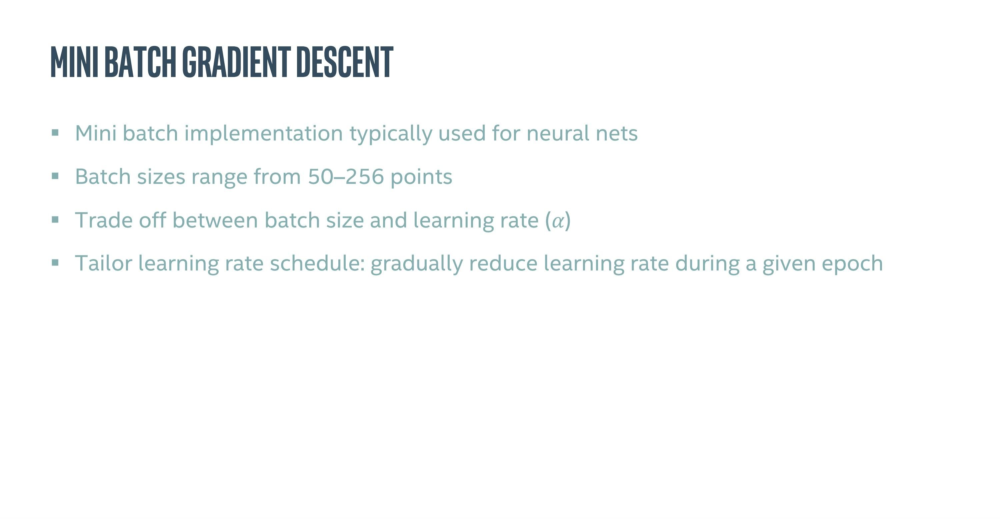 MINI BATCH GRADIENT DESCENT
▪ Mini batch implementation typically used for neural nets
▪ Batch sizes range from 50–256 points
▪ Trade off between batch size and learning rate (α)
▪ Tailor learning rate schedule: gradually reduce learning rate during a given epoch